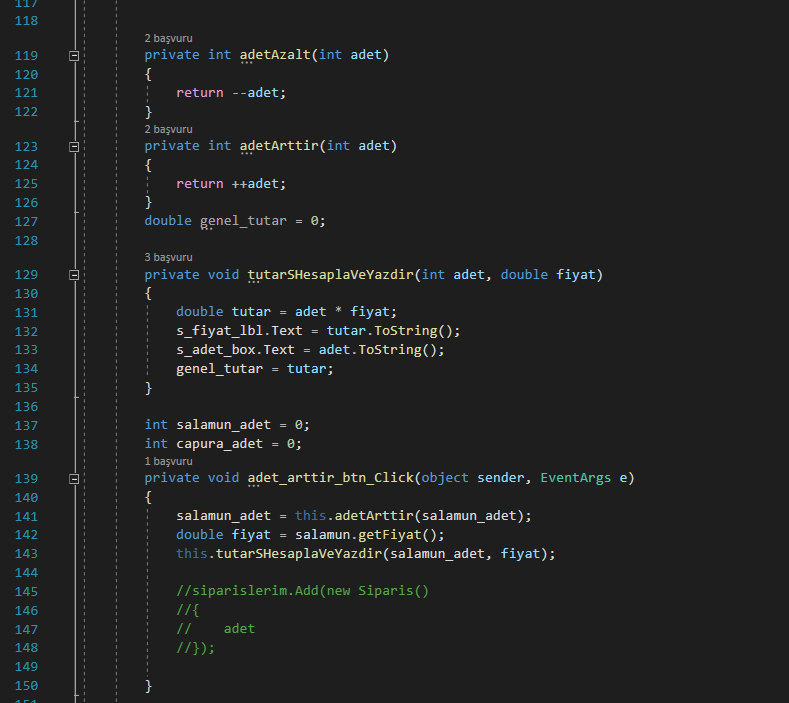 117
118
2 başvuru
119 private int adetAzalt(int adet)
120 {
121 return --adet;
122 }
2 başvuru
123 private int adetArttir(int adet)
124 {
125 return ++adet;
126 }
127 double genel_tutar = 0;
128
3 başvuru
129 private void tutarSHesaplaVeYazdir(int adet, double fiyat)
130 {
131 double tutar = adet * fiyat;
132 s_fiyat_lbl.Text = tutar.ToString();
133 s_adet_box.Text = adet.ToString();
134 genel_tutar = tutar;
135 }
136
137 int salamun_adet = 0;
138 int capura_adet = 0;
1 başvuru
139 private void adet_arttir_btn_Click(object sender, EventArgs e)
140 {
141 salamun_adet = this.adetArttir(salamun_adet);
142 double fiyat = salamun.getFiyat();
143 this.tutarSHesaplaVeYazdir(salamun_adet, fiyat);
144
145 //siparislerim.Add(new Siparis()
146 //{
147 // adet
148 //});
149
150 }
151